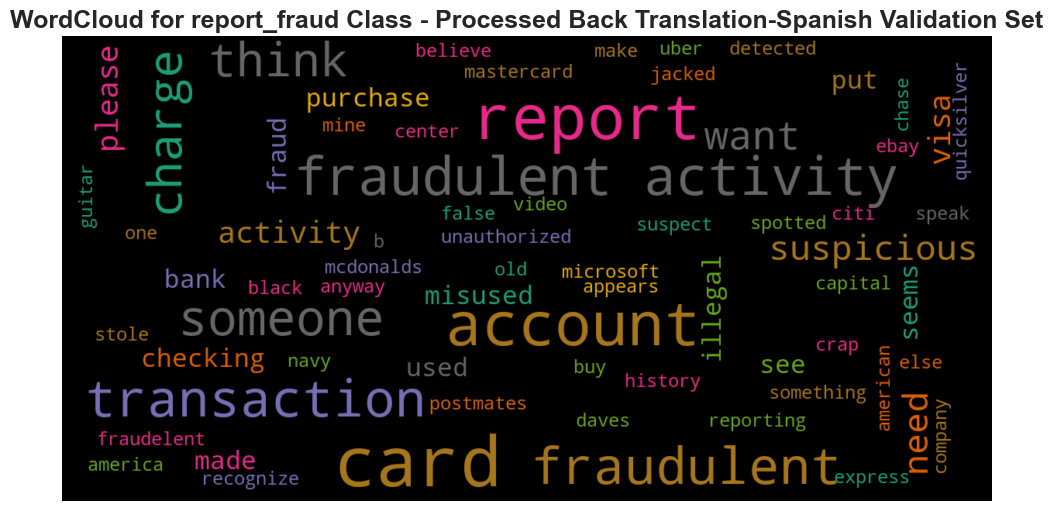 WordCloud for report_fraud Class - Processed Back Translation-Spanish Validation Set
believe
make
uber
detected
think
mastercard
jacked
put
please
charge
purchase
report
chase
visa
quicksilver
mine
center
want
ebay
fraud
fraudulent activity
guitar
video
false
suspect
spotted
citi
speak
one
activity
b
unauthorized
suspicious
mcdonalds
old
microsoft
illegal
bank
black
anyway
appears
capital
seems
misused
someone
account
stole
crap
checking
navy
used
buy
see
else
history
something
american
transaction
postmates
daves
reporting
need
company
fraudelent
card
fraudulent
america
made
recognize
express